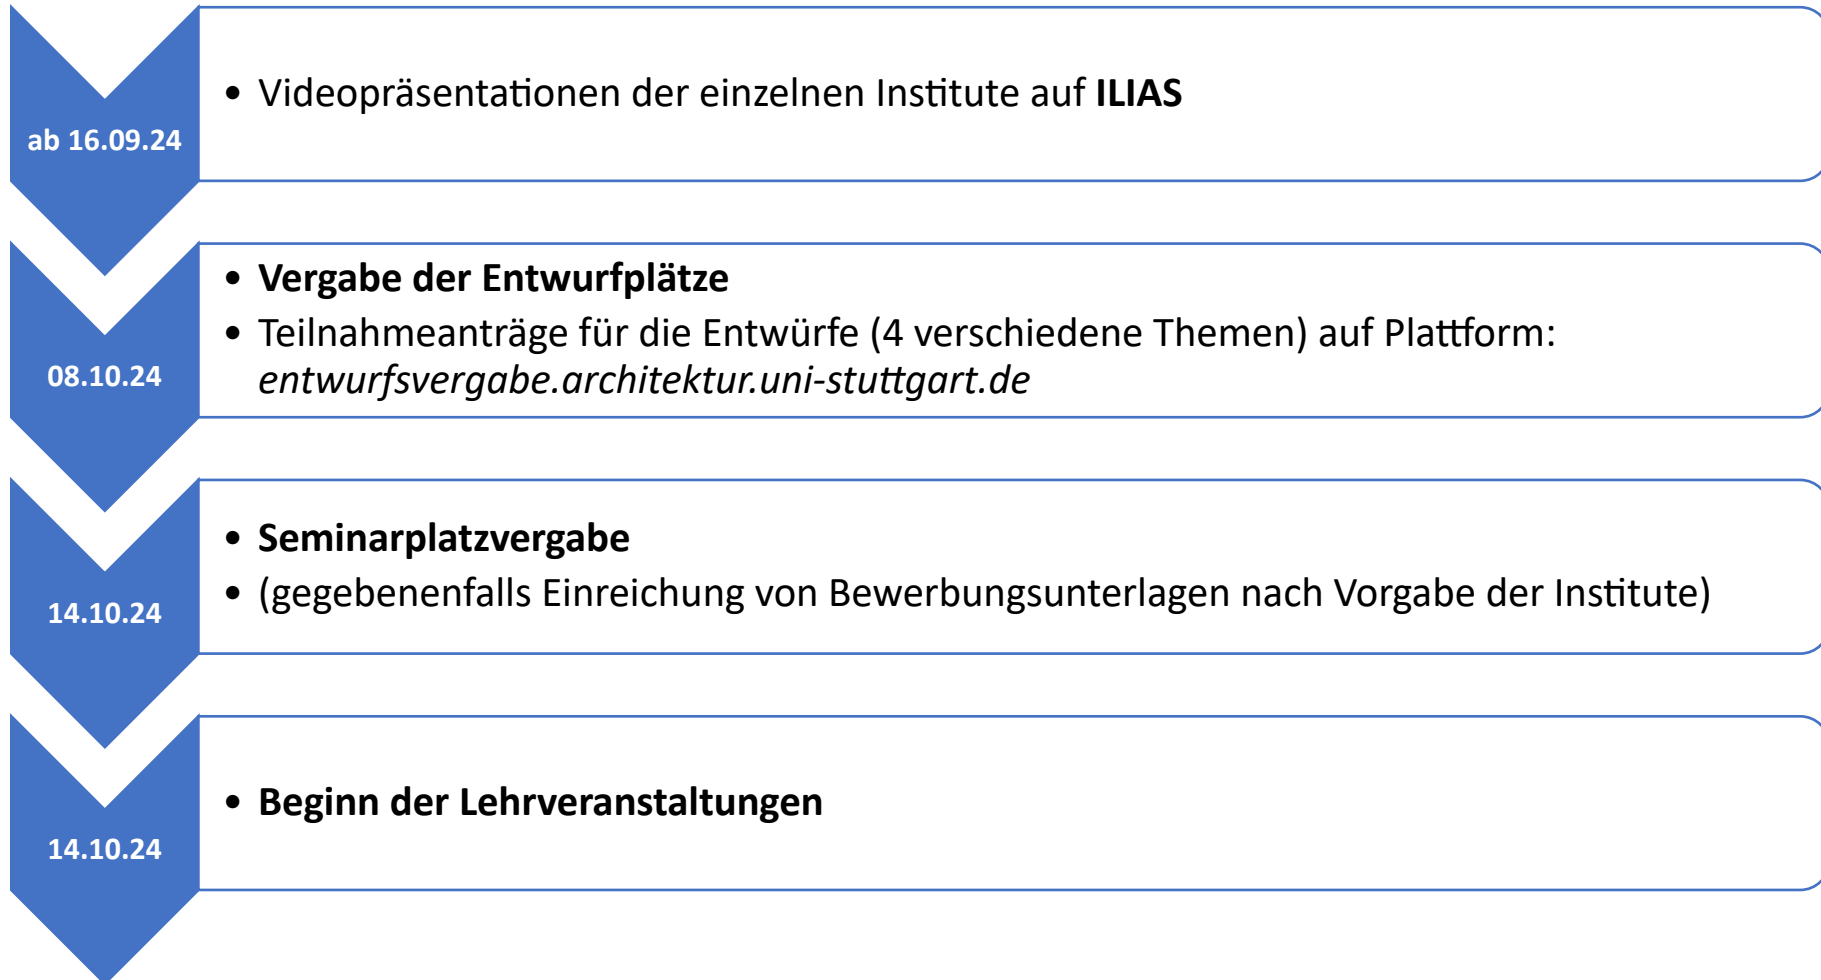 ab 16.09.24
• Videopräsentationen der einzelnen Institute auf ILIAS
08.10.24
• Vergabe der Entwurfplätze
• Teilnahmeanträge für die Entwürfe (4 verschiedene Themen) auf Plattform:
entwurfsvergabe.architektur.uni-stuttgart.de
14.10.24
• Seminarplatzvergabe
• (gegebenenfalls Einreichung von Bewerbungsunterlagen nach Vorgabe der Institute)
14.10.24
• Beginn der Lehrveranstaltungen